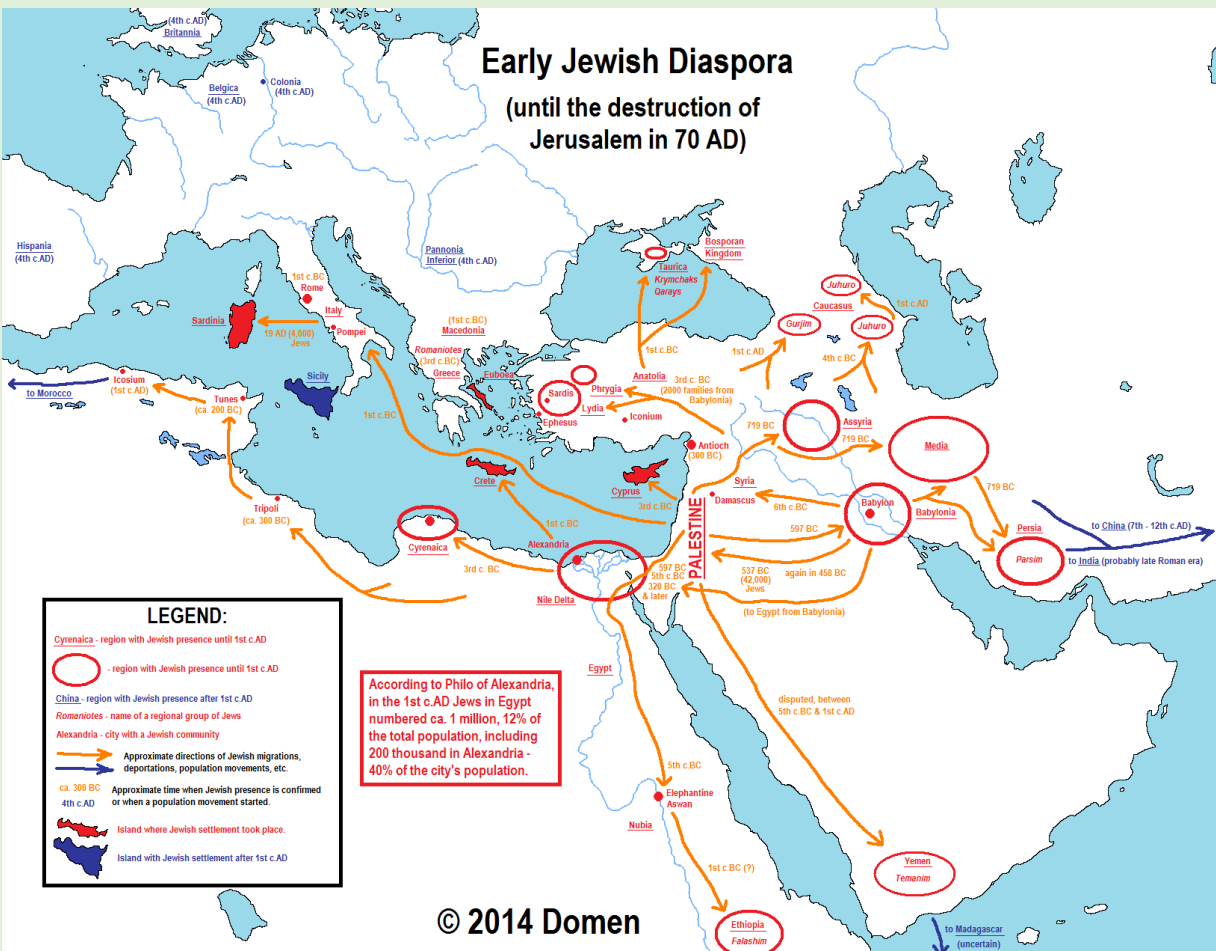 Early Jewish Diaspora
(until the destruction of
Jerusalem in 70 AD)
(4th c.AD)
Britannia
Belgica
(4th c.AD)
Colonia
(4th c.AD)
Hispania
(4th c.AD)
Pannonia
Inferior (4th c.AD)
Bosporan
Kingdom
Taurica
Krymchaks
Qarays
Juhuro
1st c.AD
Caucasus
Gurjim
Juhuro
1st c.BC
Rome
Italy
Pompei
Sardinia
19 AD (4,000)
Jews
(1st c.BC)
Macedonia
Romaniotes
(3rd c.BC)
Greece
Euboea
1st c.BC
1st c.AD
4th c.BC
Anatolia
3rd c. BC
(2000 families from
Babylonia)
Phrygia
Sardis
Lydia
Ephesus
Iconium
Icosium
(1st c.AD)
to Morocco
Tunes
(ca. 200 BC)
Sicily
1st c.BC
719 BC
Assyria
719 BC
Media
719 BC
Antioch
(300 BC)
Crete
Cyprus
3rd c.BC
Syria
Damascus
6th c.BC
Babylon
Babylonia
Persia
Parsim
to China (7th - 12th c.AD)
to India (probably late Roman era)
Tripoli
(ca. 300 BC)
Cyrenaica
1st c.BC
Alexandria
3rd c. BC
Nile Delta
PALESTINE
597 BC
597 BC
5th c.BC
320 BC
& later
537 BC
(42,000)
Jews
again in 458 BC
(to Egypt from Babylonia)
Egypt
disputed, between
5th c.BC & 1st c.AD
5th c.BC
Elephantine
Aswan
Nubia
1st c.BC (?)
Ethiopia
Falashim
Yemen
Temanim
to Madagascar
(uncertain)
LEGEND:
Cyrenaica - region with Jewish presence until 1st c.AD
- region with Jewish presence until 1st c.AD
China - region with Jewish presence after 1st c.AD
Romaniotes - name of a regional group of Jews
Alexandria - city with a Jewish community
Approximate directions of Jewish migrations,
deportations, population movements, etc.
ca. 300 BC
4th c.AD
Approximate time when Jewish presence is confirmed
or when a population movement started.
Island where Jewish settlement took place.
Island with Jewish settlement after 1st c.AD
According to Philo of Alexandria,
in the 1st c.AD Jews in Egypt
numbered ca. 1 million, 12% of
the total population, including
200 thousand in Alexandria -
40% of the city's population.
© 2014 Domen